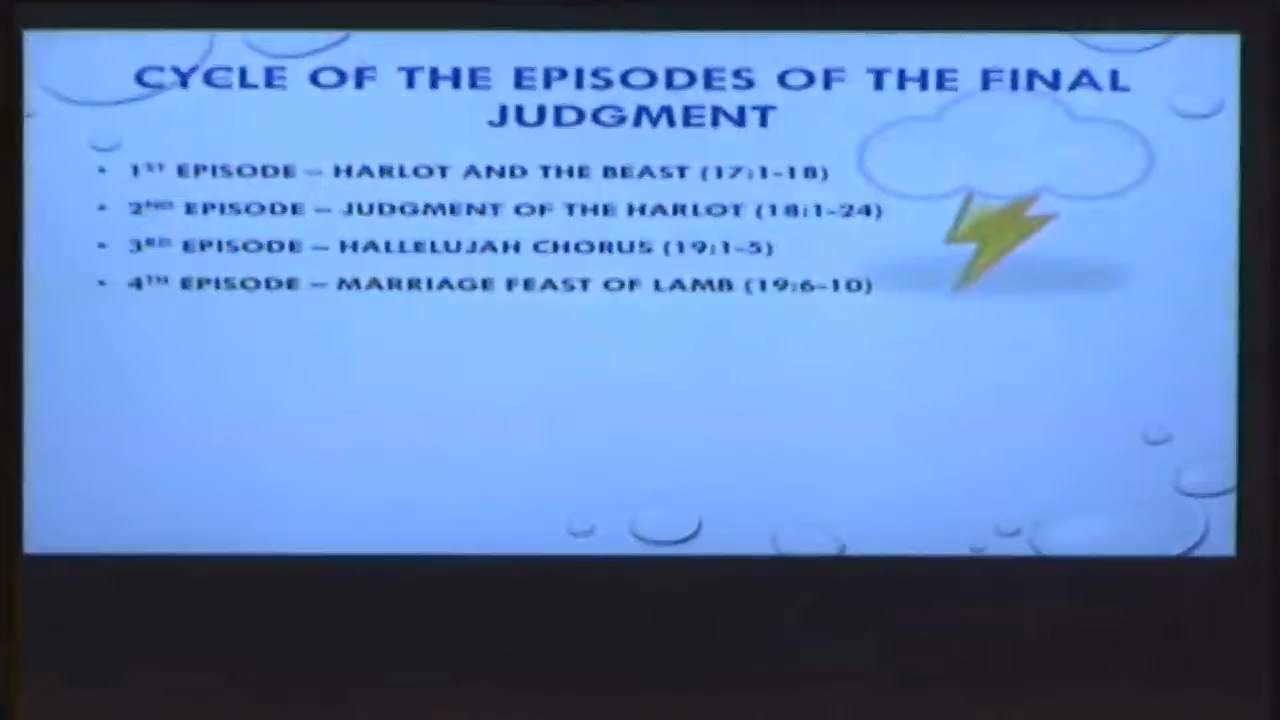 CYCLE OF THE EPISODES OF THE FINAL
JUDGMENT
• 1ST EPISODE – HARLOT AND THE BEAST (17:1-18)
• 2ND EPISODE – JUDGMENT OF THE HARLOT (18:1-24)
• 3RD EPISODE – HALLELUJAH CHORUS (19:1-5)
• 4TH EPISODE – MARRIAGE FEAST OF LAMB (19:6-10)